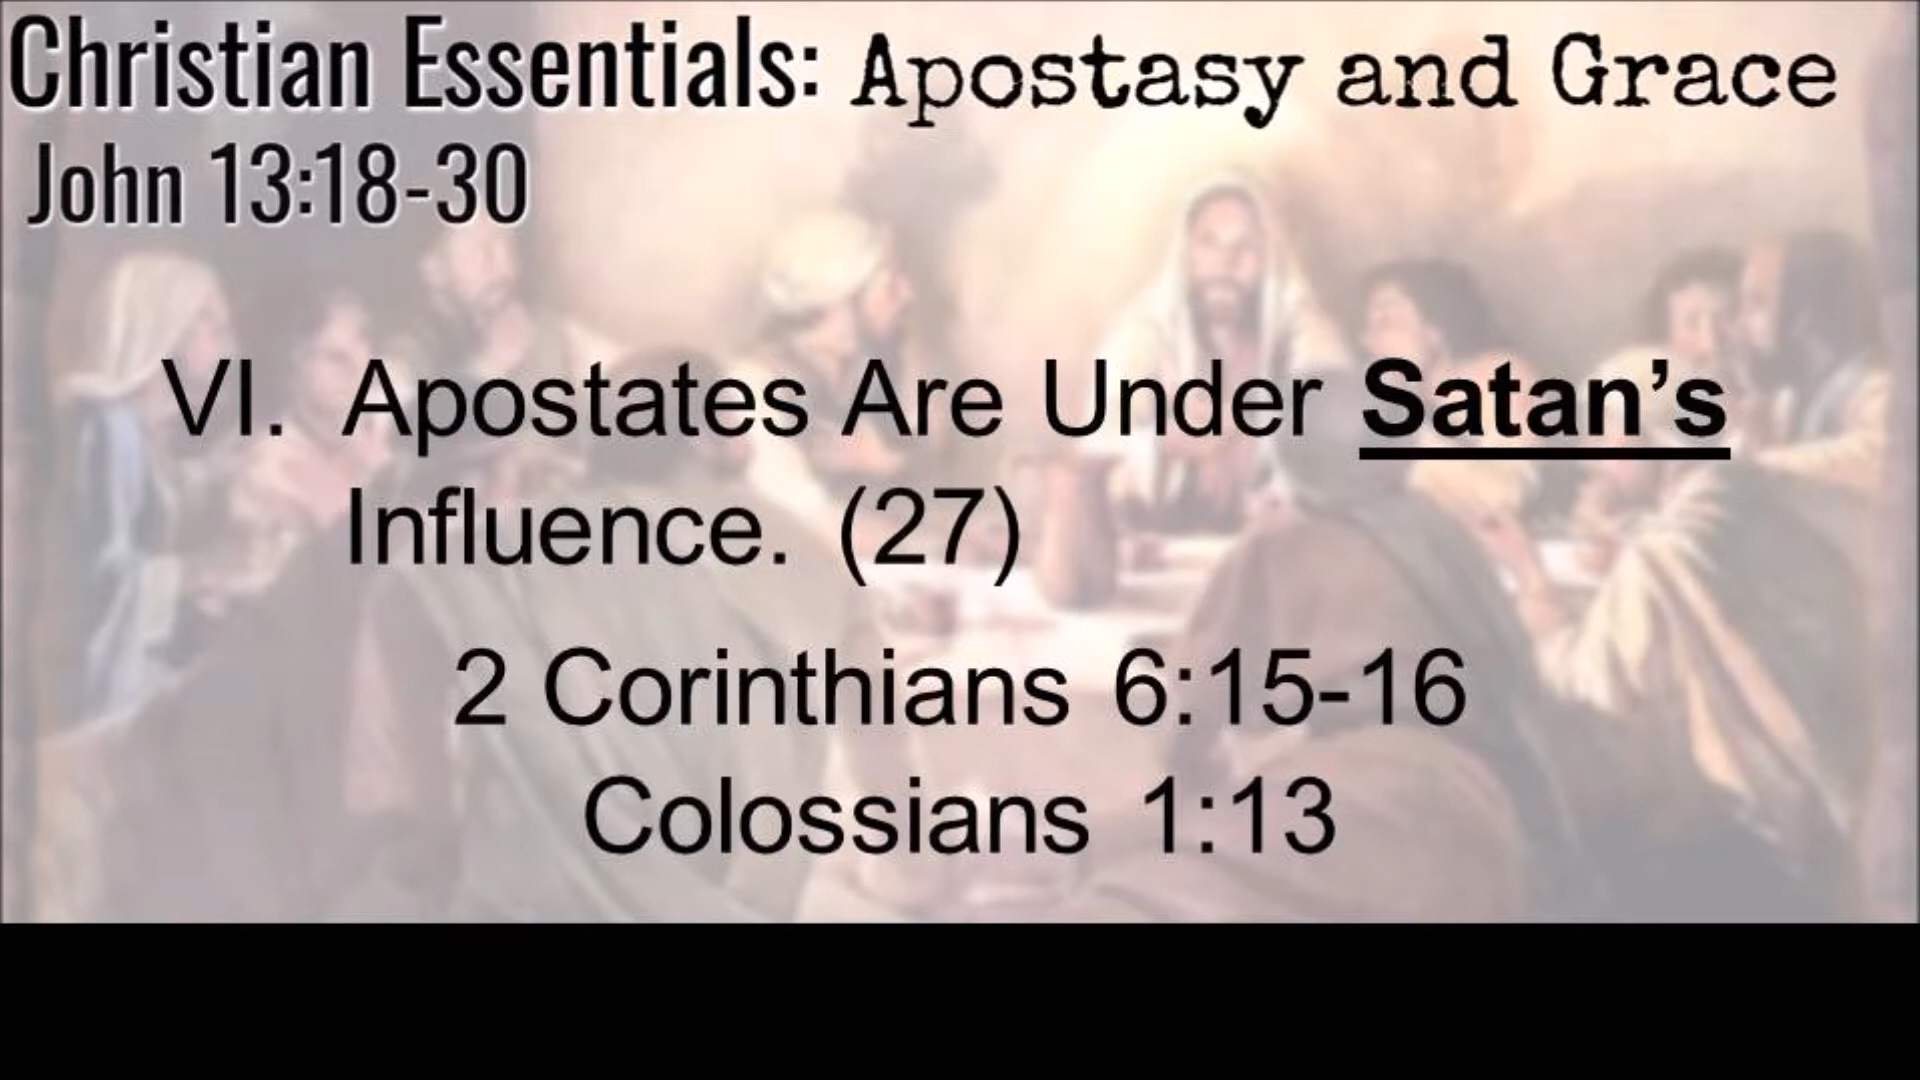 Christian Essentials: Apostasy and Grace
John 13:18-30
VI. Apostates Are Under Satan’s
Influence. (27)
2 Corinthians 6:15-16
Colossians 1:13